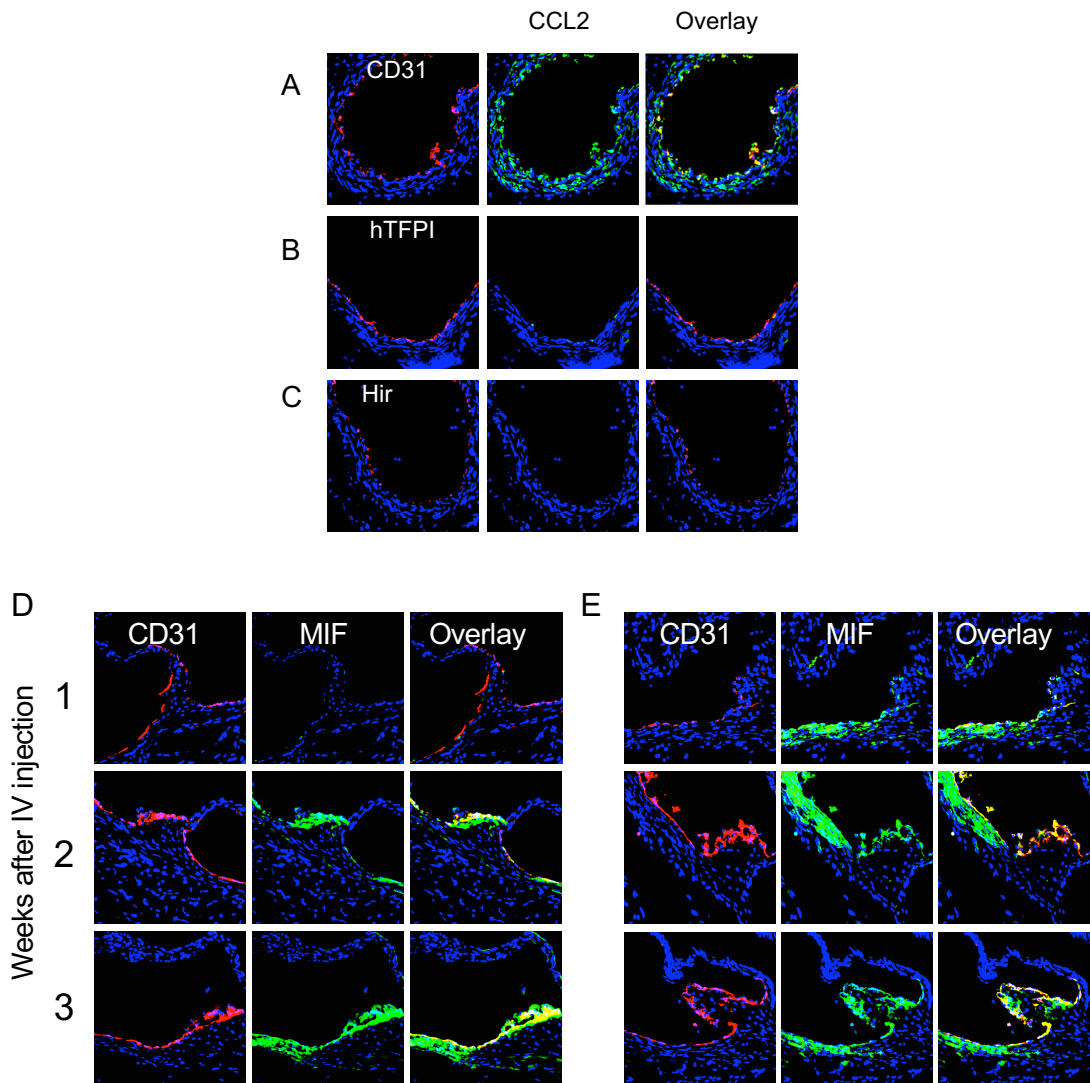 CCL2 Overlay
A CD31
B hTFPI
C Hir
D E
CD31 MIF Overlay CD31 MIF Overlay
1
2
3
Weeks after IV injection